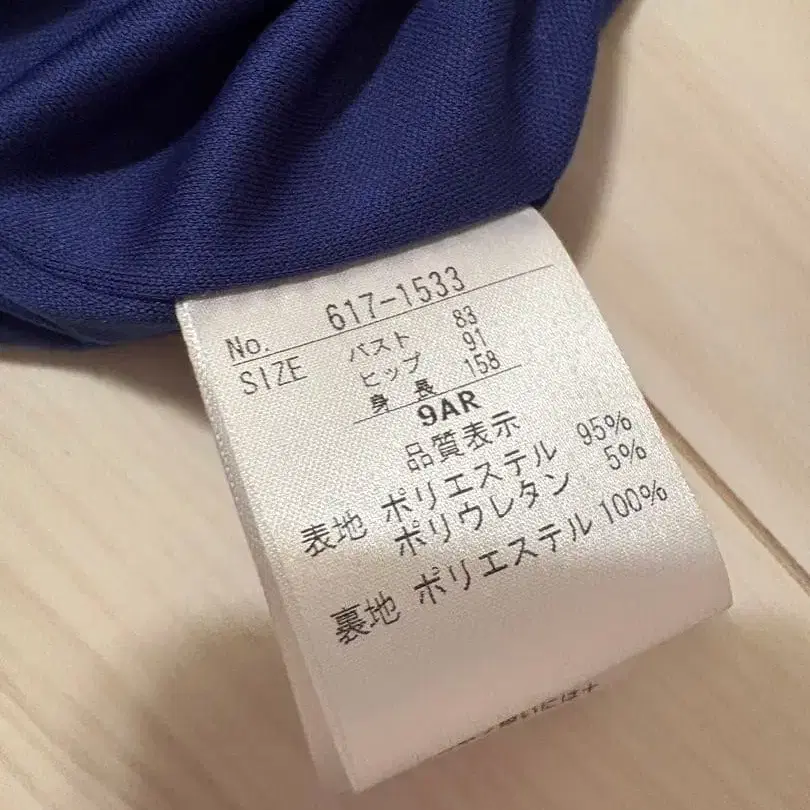 No. 617-1533
SIZE バスト 83
ヒップ 91
身長 158
9AR
品質表示
表地 ポリエステル 95%
ポリウレタン 5%
裏地 ポリエステル 100%